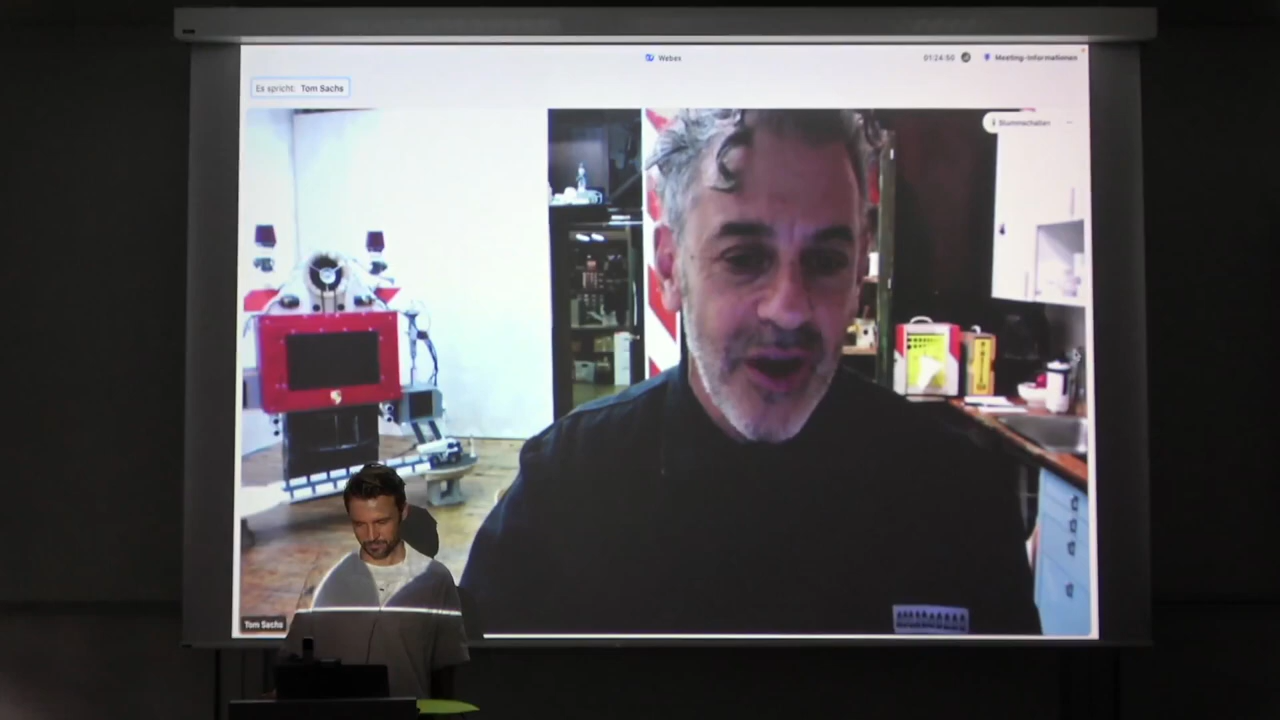 Webex
01:24:50
Meeting-Informationen
Es spricht: Tom Sachs
Stummschalten
Tom Sachs